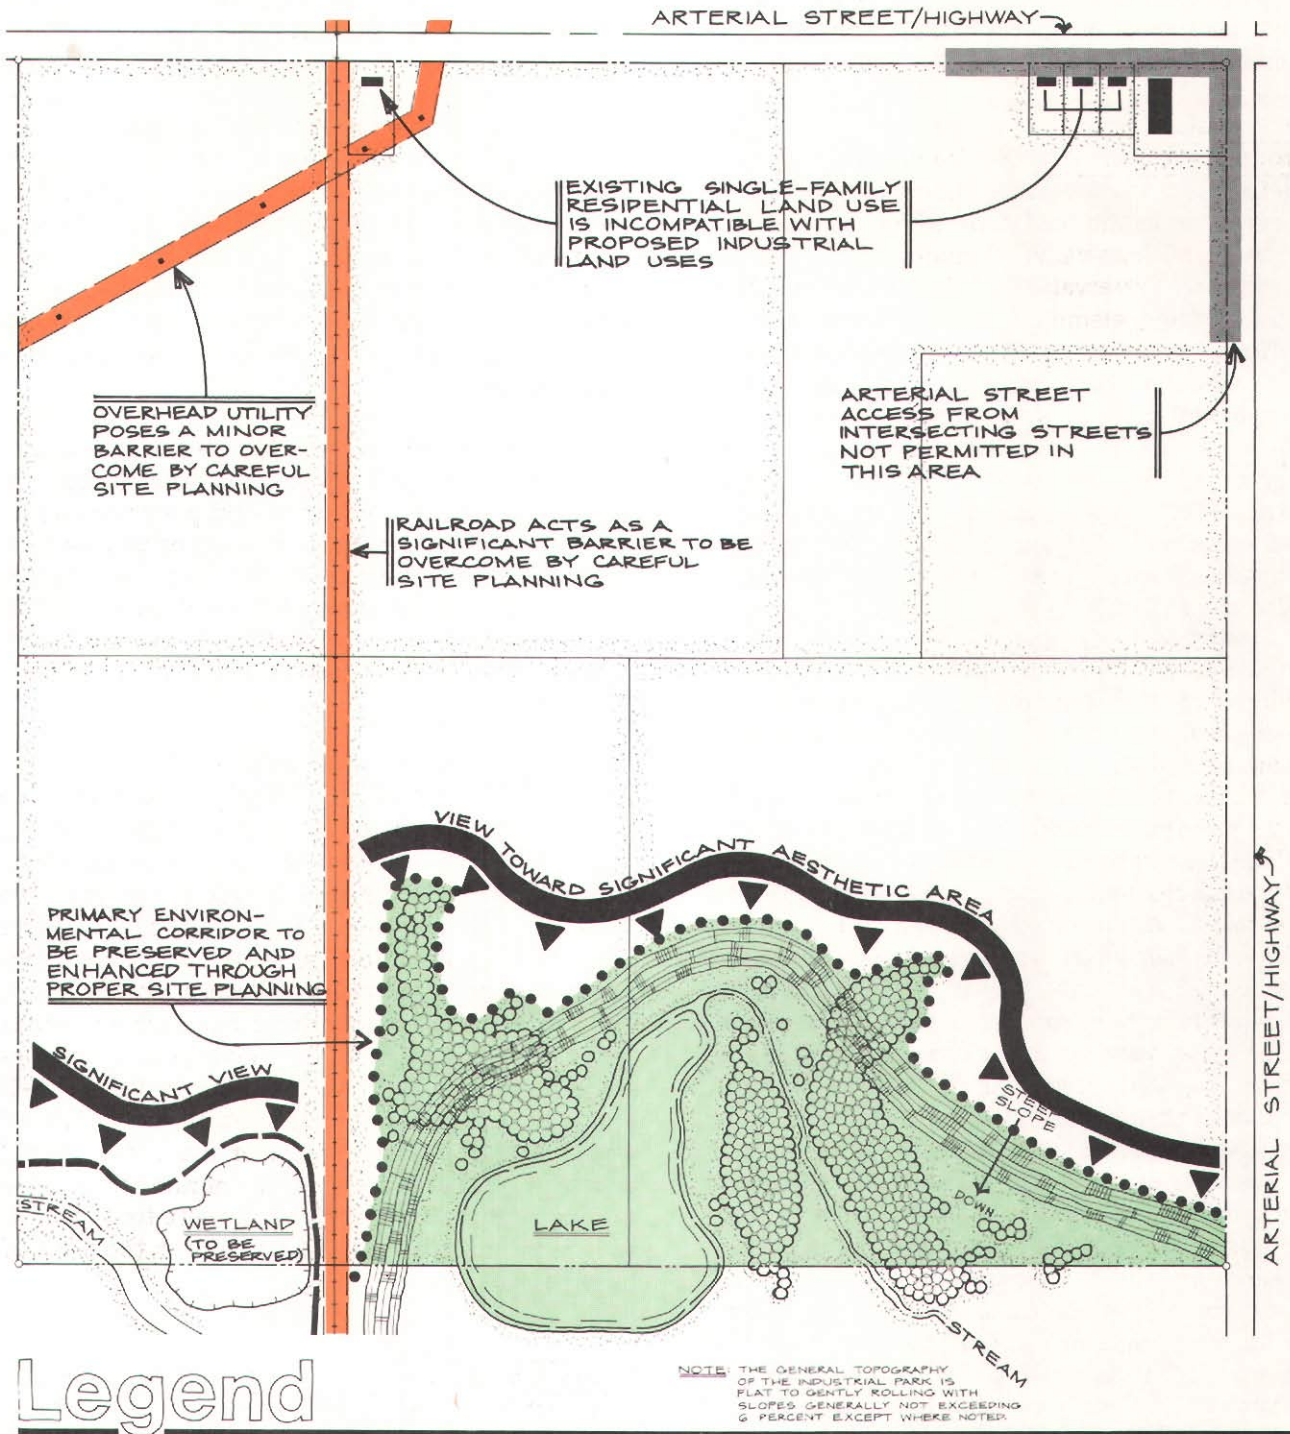 ARTERIAL STREET/HIGHWAY
EXISTING SINGLE-FAMILY
RESIDENTIAL LAND USE
IS INCOMPATIBLE WITH
PROPOSED INDUSTRIAL
LAND USES
OVERHEAD UTILITY
POSES A MINOR
BARRIER TO OVER-
COME BY CAREFUL
SITE PLANNING
ARTERIAL STREET
ACCESS FROM
INTERSECTING STREETS
NOT PERMITTED IN
THIS AREA
RAILROAD ACTS AS A
SIGNIFICANT BARRIER TO BE
OVERCOME BY CAREFUL
SITE PLANNING
VIEW TOWARD SIGNIFICANT AESTHETIC AREA
PRIMARY ENVIRON-
MENTAL CORRIDOR TO
BE PRESERVED AND
ENHANCED THROUGH
PROPER SITE PLANNING
SIGNIFICANT VIEW
STEEP
SLOPE
DOWN
STREAM
WETLAND
(TO BE
PRESERVED)
LAKE
STREAM
ARTERIAL STREET/HIGHWAY
Legend
NOTE: THE GENERAL TOPOGRAPHY
OF THE INDUSTRIAL PARK IS
FLAT TO GENTLY ROLLING WITH
SLOPES GENERALLY NOT EXCEEDING
6 PERCENT EXCEPT WHERE NOTED.